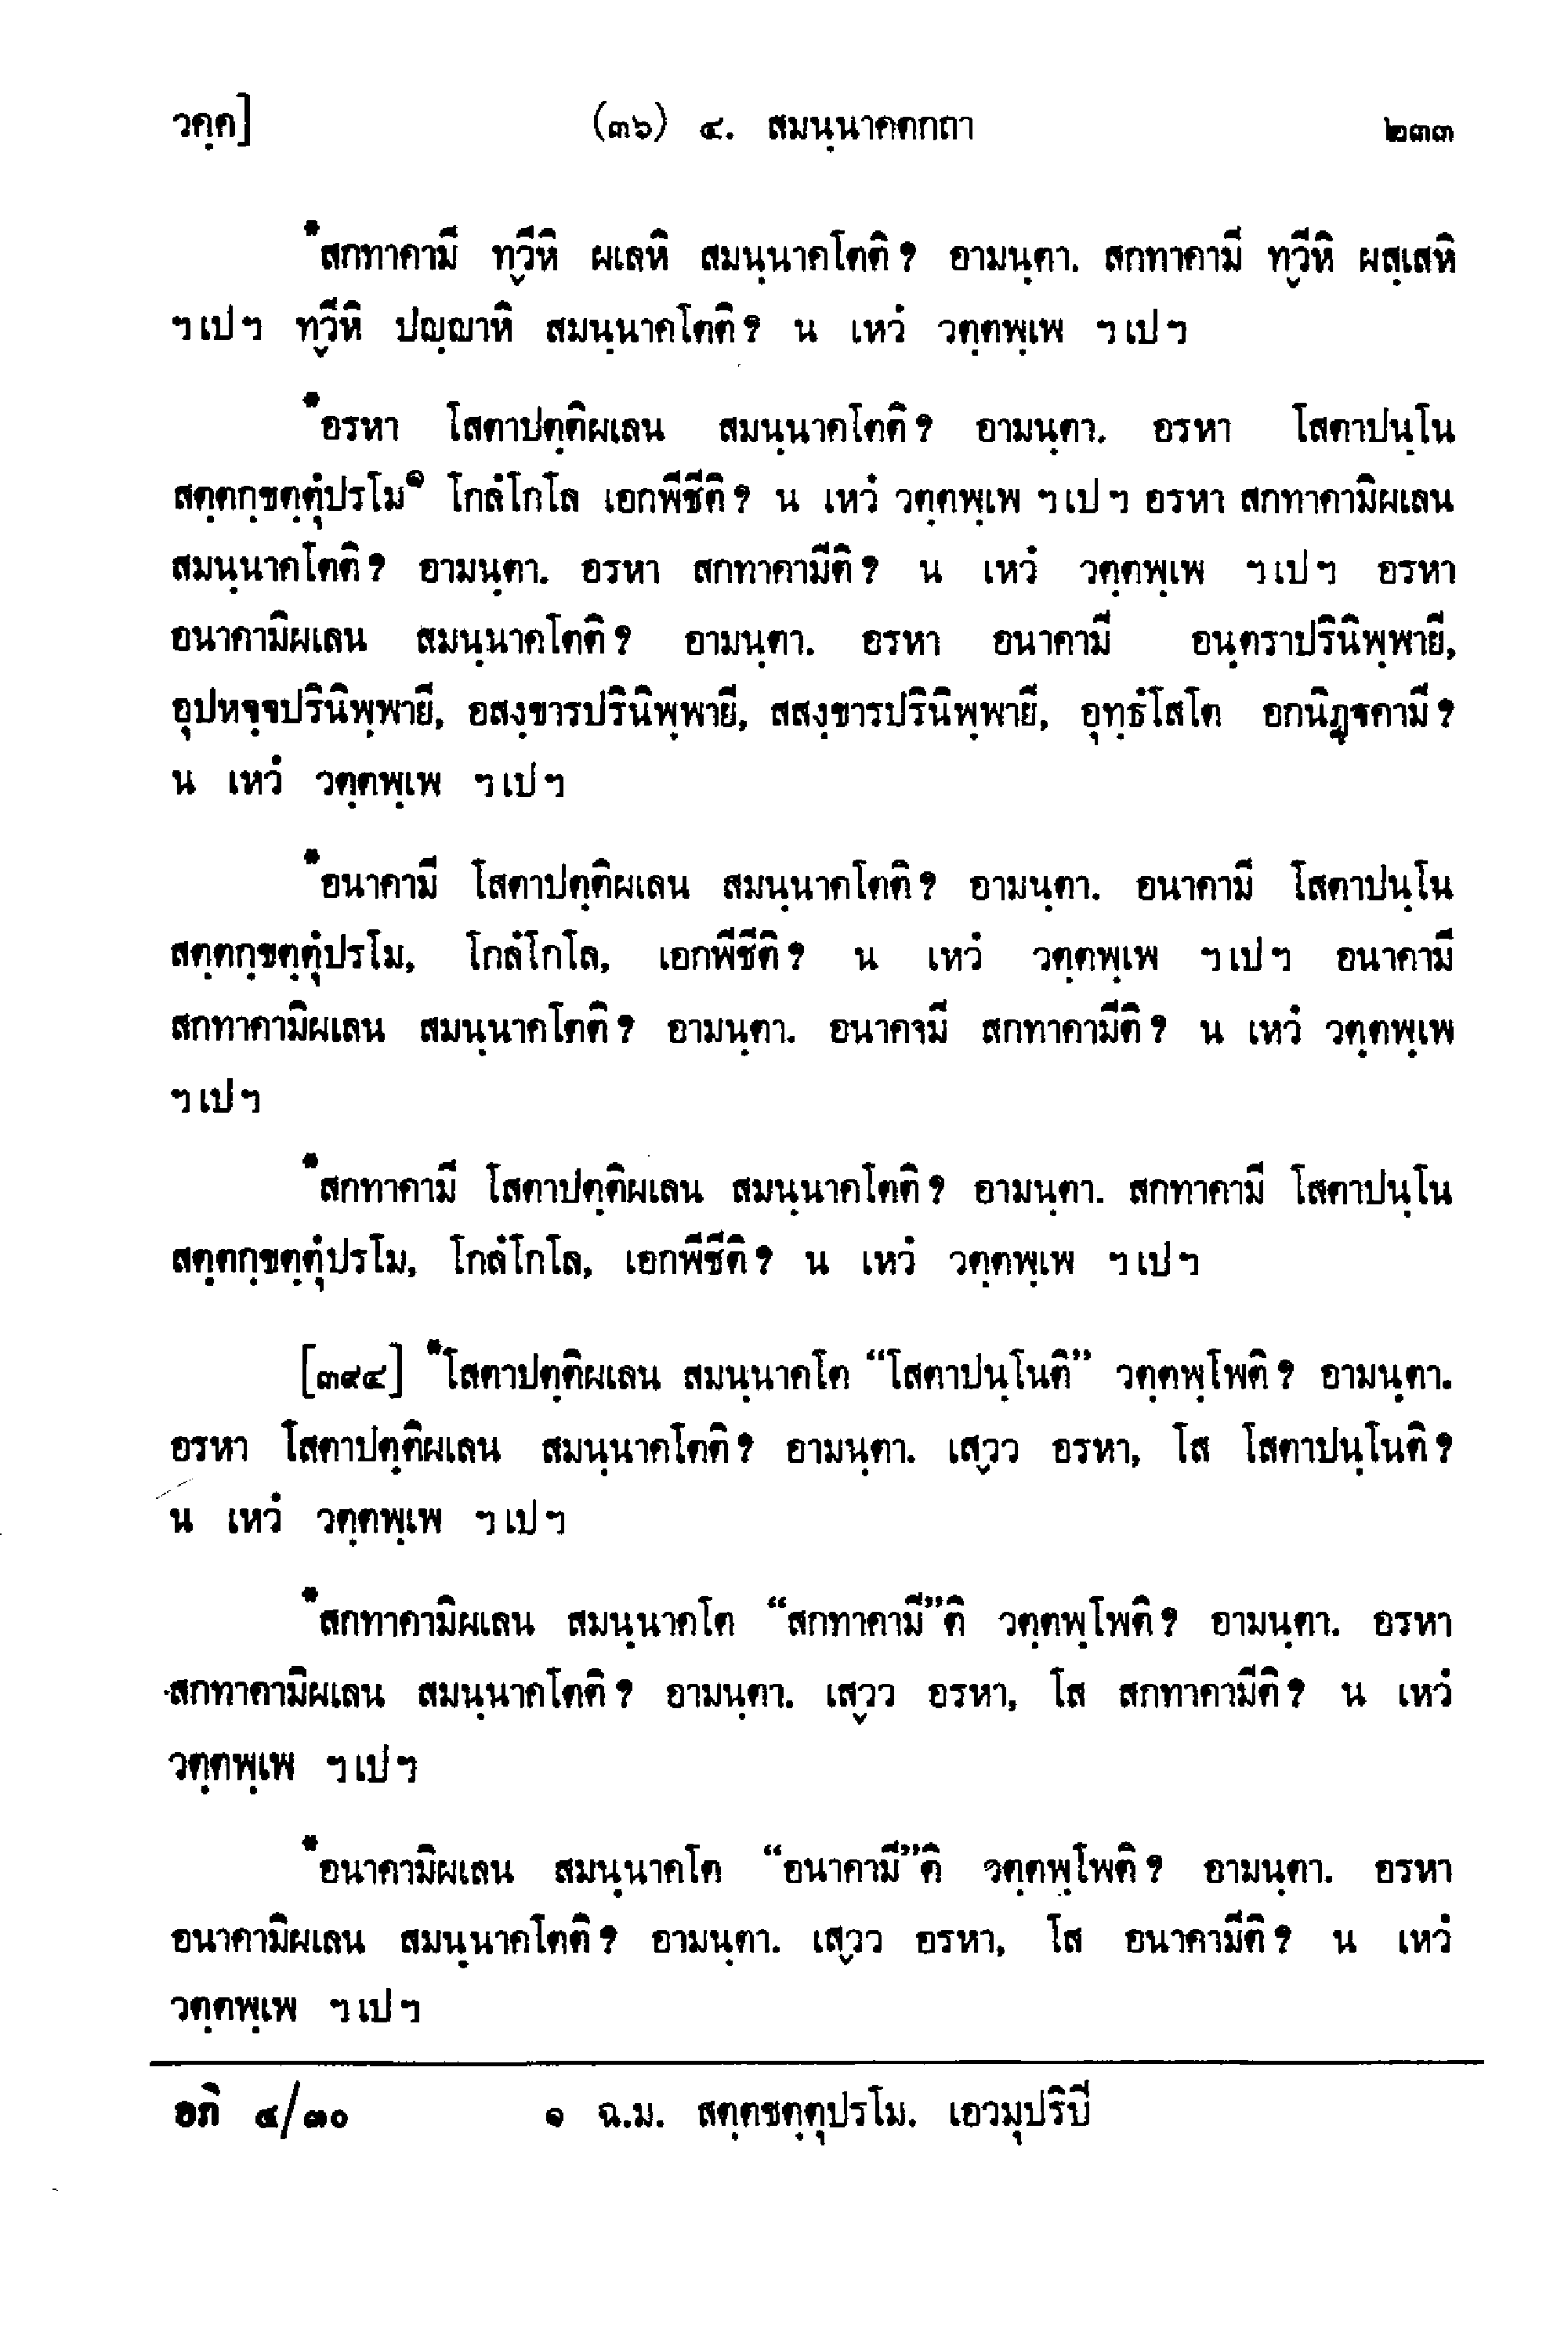 วคฺค]	(๓๖) ๔. สมนฺนาคตกถา	๒๓๓
*สกทาคามี ทฺวีหิ ผเลหิ สมนฺนาคโตติ? อามนฺตา. สกทาคามี ทฺวีหิ ผสฺเสหิ
ฯเปฯ ทฺวีหิ ปญฺญาหิ สมนฺนาคโตติ? น เหวํ วตฺตพฺเพ ฯเปฯ
*อรหา โสตาปตฺติผเลน สมนฺนาคโตติ? อามนฺตา. อรหา โสตาปนฺโน
สตฺตกฺขตฺตุํปรโม๑ โกลํโกโล เอกพีชีติ? น เหวํ วตฺตพฺเพ ฯเปฯ อรหา สกทาคามิผเลน
สมนฺนาคโตติ? อามนฺตา. อรหา สกทาคามีติ? น เหวํ วตฺตพฺเพ ฯเปฯ อรหา
อนาคามิผเลน สมนฺนาคโตติ? อามนฺตา. อรหา อนาคามี อนฺตราปรินิพฺพายี,
อุปหจฺจปรินิพฺพายี, อสงฺขารปรินิพฺพายี, สสงฺขารปรินิพฺพายี, อุทฺธํโสโต อกนิฏฺฐคามี?
น เหวํ วตฺตพฺเพ ฯเปฯ
*อนาคามี โสตาปตฺติผเลน สมนฺนาคโตติ? อามนฺตา. อนาคามี โสตาปนฺโน
สตฺตกฺขตฺตุํปรโม, โกลํโกโล, เอกพีชีติ? น เหวํ วตฺตพฺเพ ฯเปฯ อนาคามี
สกทาคามิผเลน สมนฺนาคโตติ? อามนฺตา. อนาคามี สกทาคามีติ? น เหวํ วตฺตพฺเพ
ฯเปฯ
*สกทาคามี โสตาปตฺติผเลน สมนฺนาคโตติ? อามนฺตา. สกทาคามี โสตาปนฺโน
สตฺตกฺขตฺตุํปรโม, โกลํโกโล, เอกพีชีติ? น เหวํ วตฺตพฺเพ ฯเปฯ
[๓๙๔] *โสตาปตฺติผเลน สมนฺนาคโต “โสตาปนฺโนติ” วตฺตพฺโพติ? อามนฺตา.
อรหา โสตาปตฺติผเลน สมนฺนาคโตติ? อามนฺตา. เสฺวว อรหา, โส โสตาปนฺโนติ?
น เหวํ วตฺตพฺเพ ฯเปฯ
*สกทาคามิผเลน สมนฺนาคโต “สกทาคามี”ติ วตฺตพฺโพติ? อามนฺตา. อรหา
สกทาคามิผเลน สมนฺนาคโตติ? อามนฺตา. เสฺวว อรหา, โส สกทาคามีติ? น เหวํ
วตฺตพฺเพ ฯเปฯ
*อนาคามิผเลน สมนฺนาคโต “อนาคามี”ติ วตฺตพฺโพติ? อามนฺตา. อรหา
อนาคามิผเลน สมนฺนาคโตติ? อามนฺตา. เสฺวว อรหา, โส อนาคามีติ? น เหวํ
วตฺตพฺเพ ฯเปฯ
อภิ ๔/๓๐	๑ ฉ.ม. สตฺตขตฺตุปรโม. เอวมุปริปี